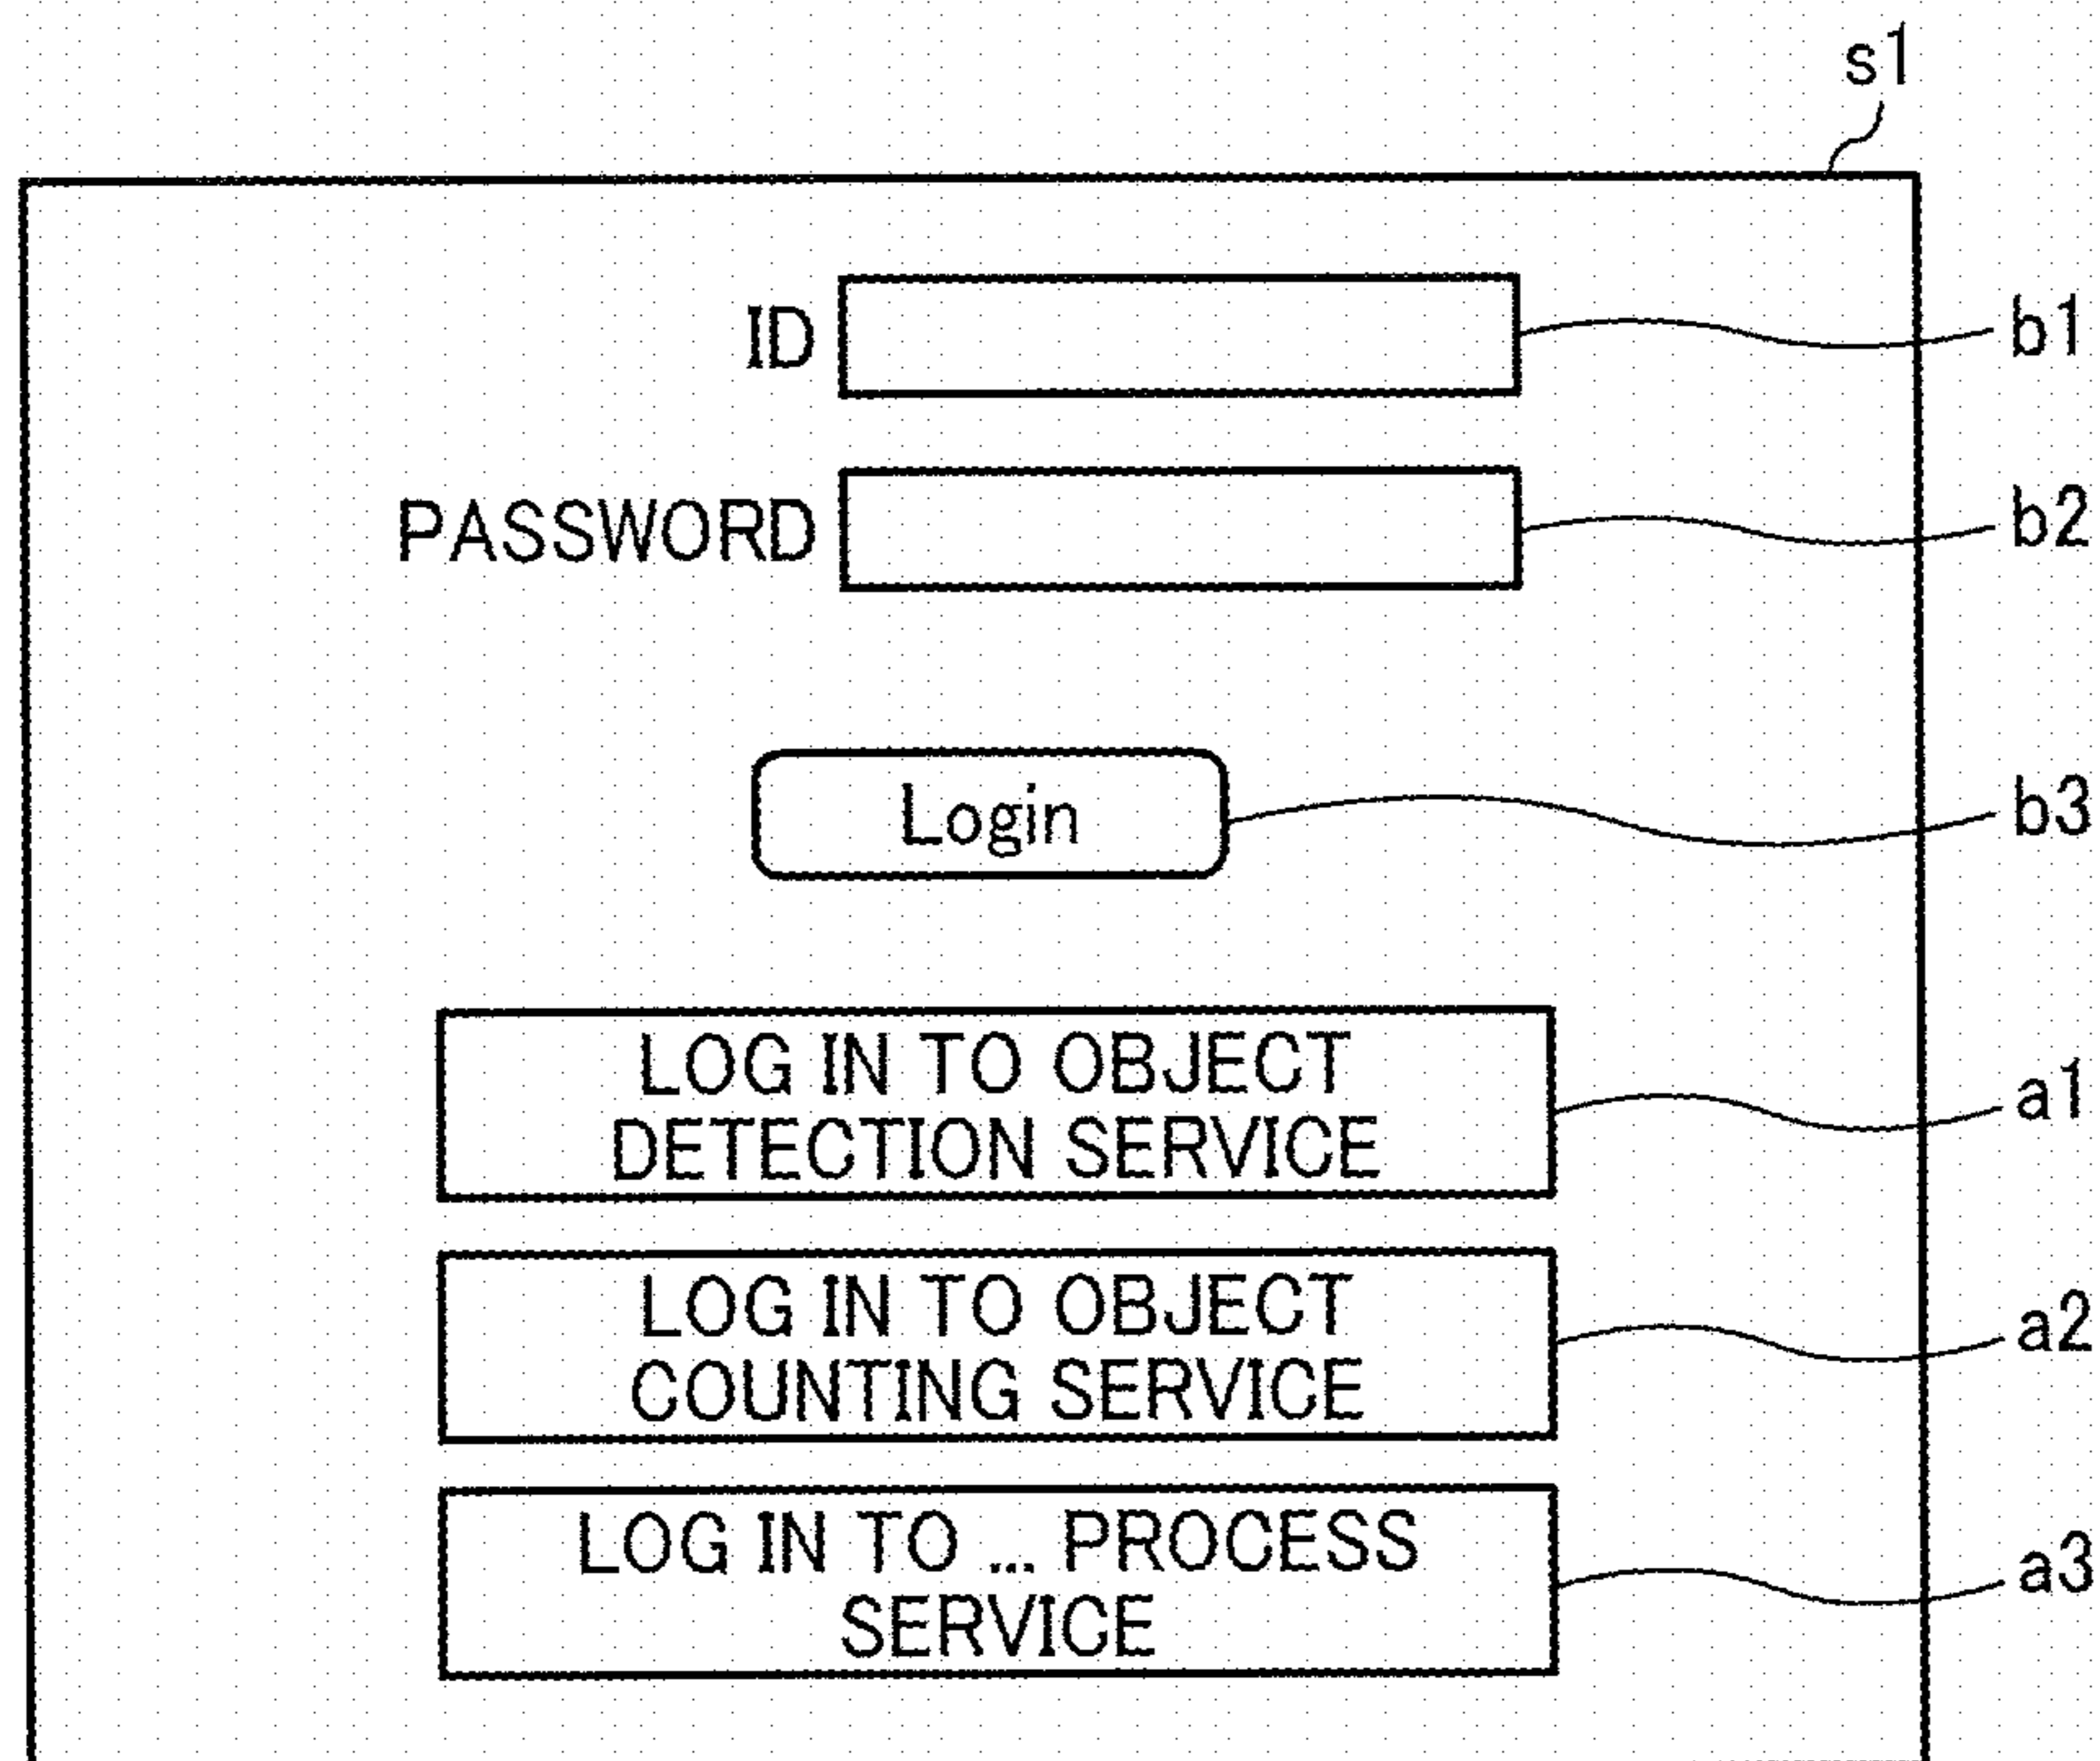 s1
ID
b1
PASSWORD
b2
Login
b3
LOG IN TO OBJECT
DETECTION SERVICE
a1
LOG IN TO OBJECT
COUNTING SERVICE
a2
LOG IN TO ... PROCESS
SERVICE
a3